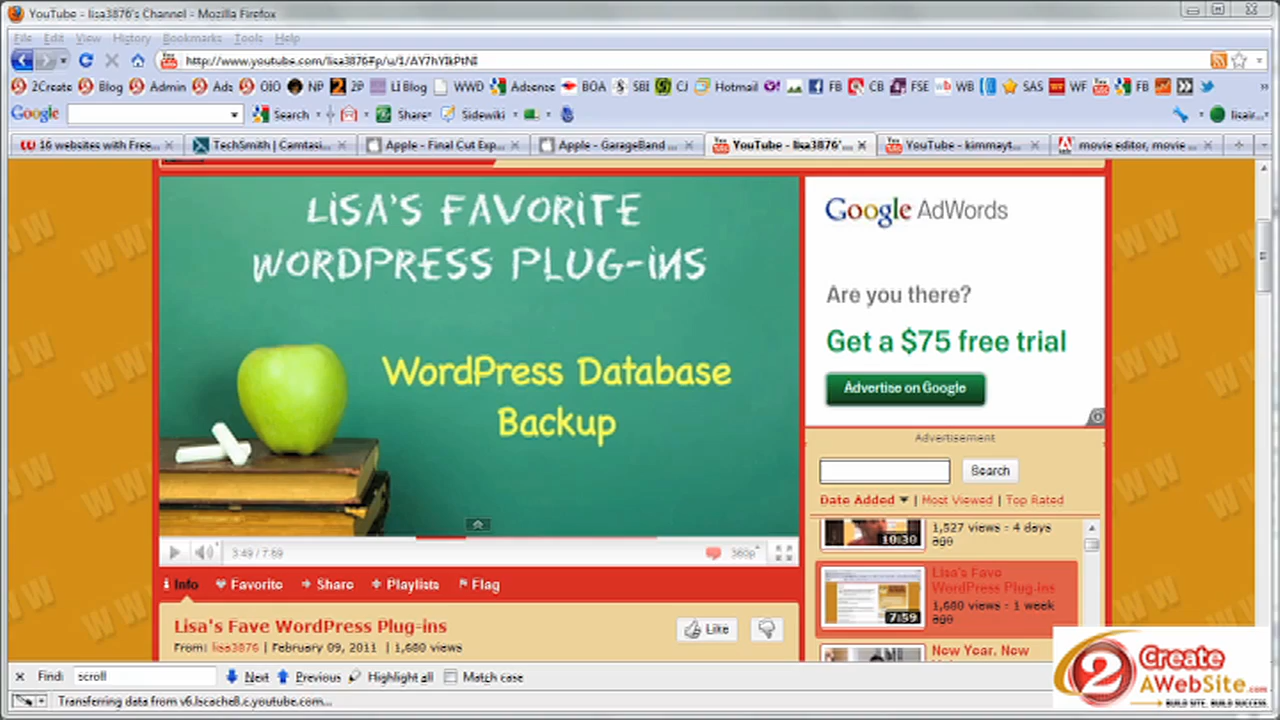 YouTube - lisa3876's Channel - Mozilla Firefox
File Edit View History Bookmarks Tools Help
2Create Blog Admin Ads OIO NP 2P LI Blog WWD Adsense BOA SBI CJ Hotmail FB CB FSE WB SAS WF FB
Google Search Share Sidewiki
16 websites with Free... TechSmith | Camtasi... Apple - Final Cut Exp... Apple - GarageBand ... YouTube - lisa3876'... YouTube - kimmayt... movie editor, movie ...
LiSA'S FAVORiTE
WORDPRESS PLUG-iNS
WordPress Database
Backup
Google AdWords
Are you there?
Get a $75 free trial
Advertise on Google
Advertisement
Search
Date Added | Most Viewed | Top Rated
10:30
1,527 views - 4 days
ago
Lisa's Fave
WordPress Plug-ins
1,680 views - 1 week
ago
7:59
New Year, New
3:49 / 7:59
360p
Info Favorite Share Playlists Flag
Lisa's Fave WordPress Plug-ins
Like
From: lisa3876 | February 09, 2011 | 1,680 views
Find: scroll Next Previous Highlight all Match case
Transferring data from v6.lscache8.c.youtube.com...
2 Create
AWebSite.com
BUILD SITE. BUILD SUCCESS.